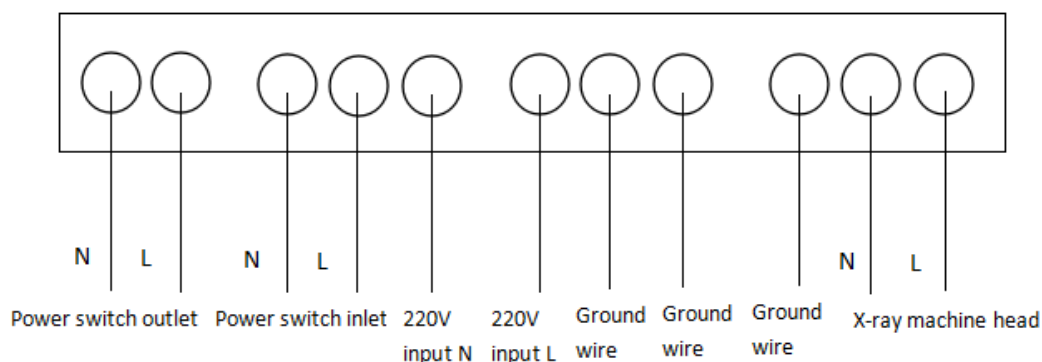 N L N L N L
Power switch outlet Power switch inlet 220V 220V Ground Ground Ground X-ray machine head
input N input L wire wire wire